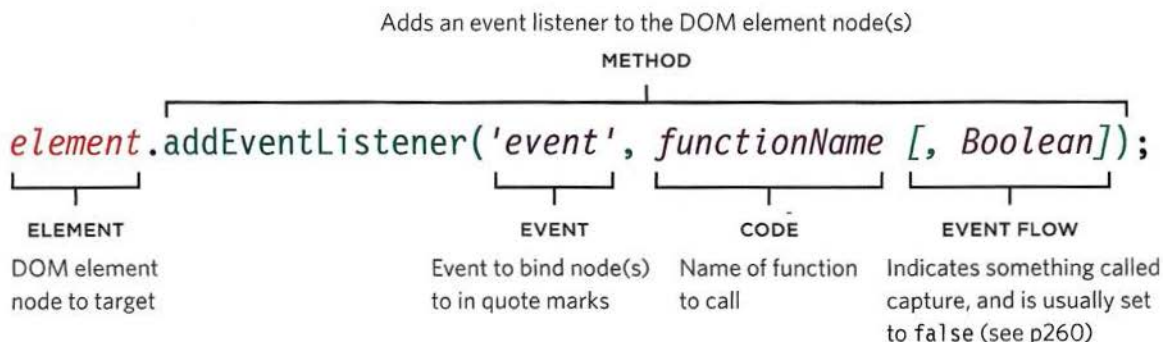 Adds an event listener to the DOM element node(s)
METHOD
element.addEventListener('event', functionName [, Boolean]);
ELEMENT
DOM element
node to target
EVENT
Event to bind node(s)
to in quote marks
CODE
Name of function
to call
EVENT FLOW
Indicates something called
capture, and is usually set
to false (see p260)